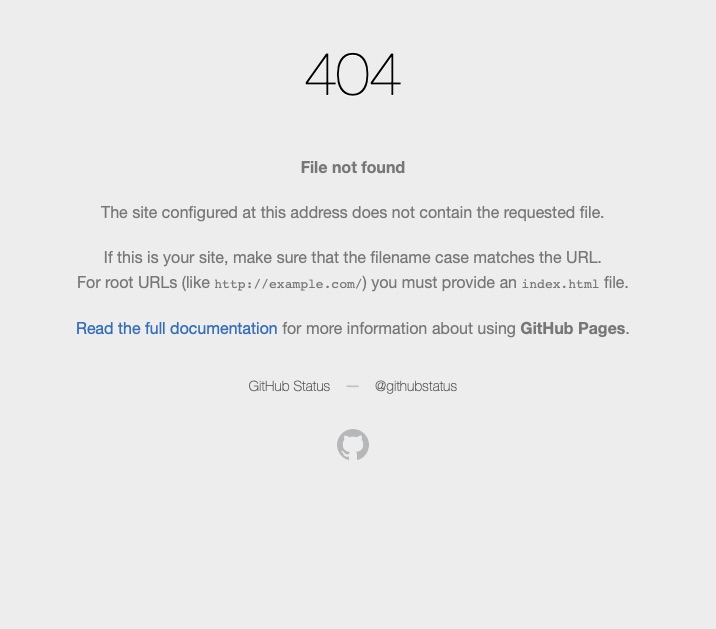 404
File not found
The site configured at this address does not contain the requested file.
If this is your site, make sure that the filename case matches the URL.
For root URLs (like http://example.com/) you must provide an index.html file.
Read the full documentation for more information about using GitHub Pages.
GitHub Status — @githubstatus